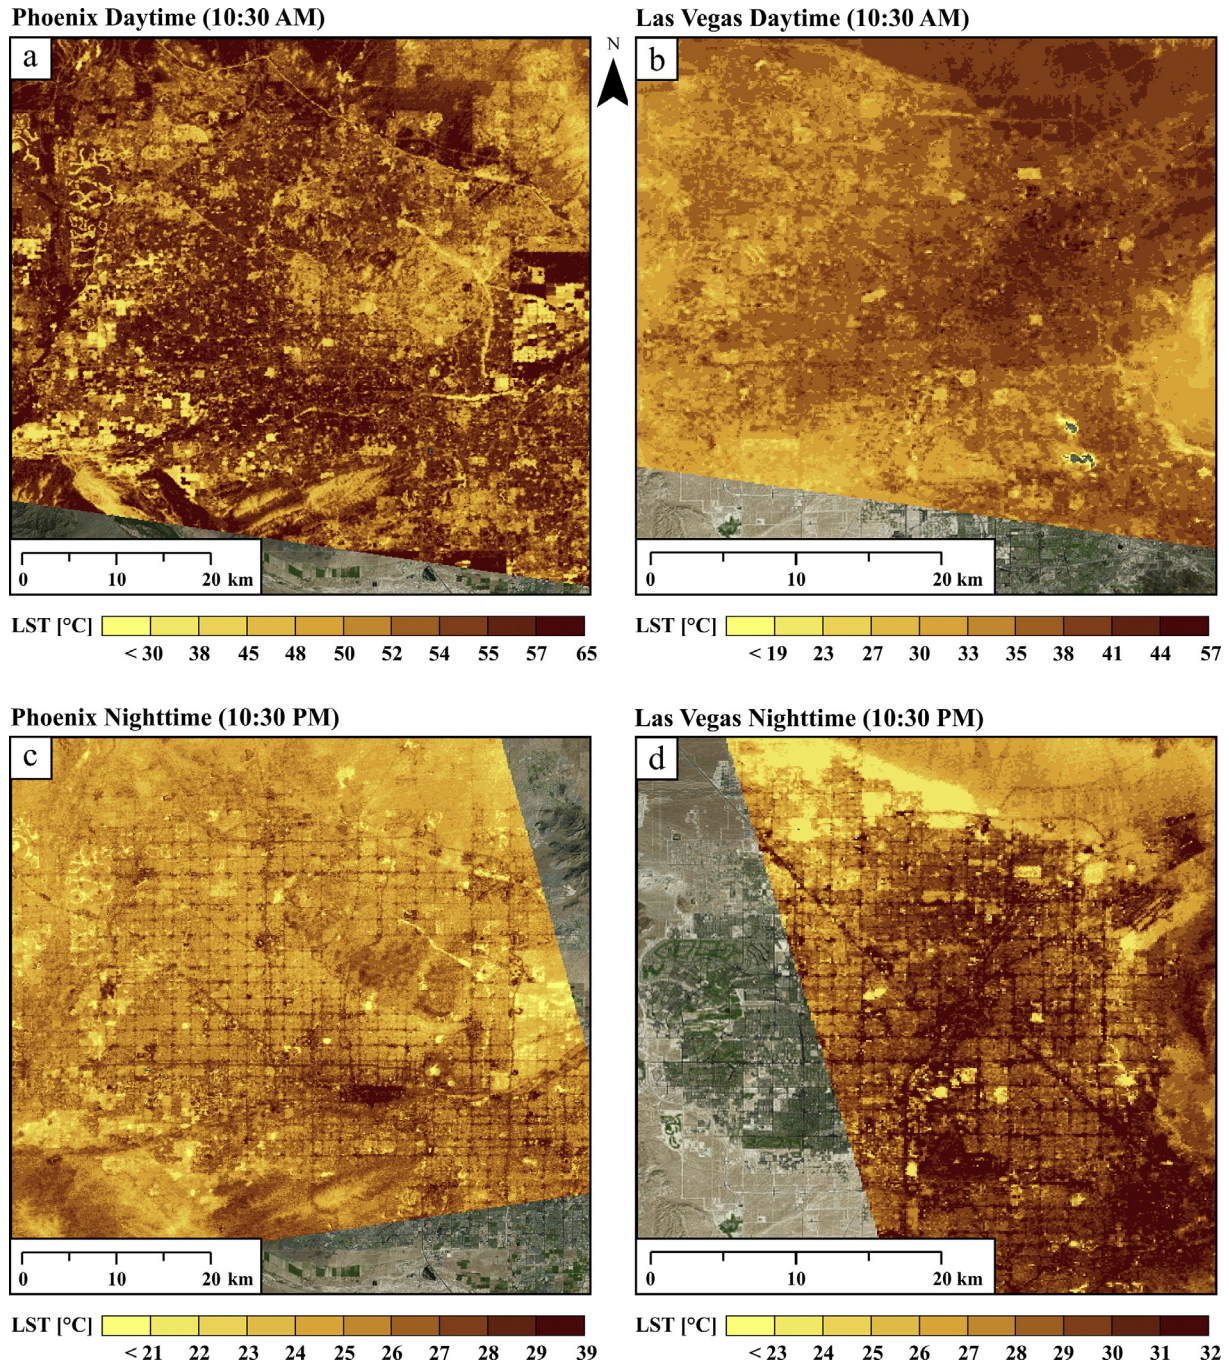 Phoenix Daytime (10:30 AM)
Las Vegas Daytime (10:30 AM)
a
N
b
0 10 20 km
0 10 20 km
LST [°C]
< 30 38 45 48 50 52 54 55 57 65
LST [°C]
< 19 23 27 30 33 35 38 41 44 57
Phoenix Nighttime (10:30 PM)
Las Vegas Nighttime (10:30 PM)
c
d
0 10 20 km
0 10 20 km
LST [°C]
< 21 22 23 24 25 26 27 28 29 39
LST [°C]
< 23 24 25 26 27 28 29 30 31 32